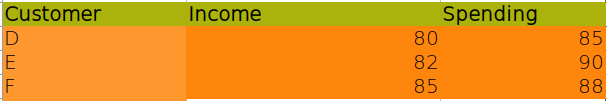 Customer Income Spending
D 80 85
E 82 90
F 85 88